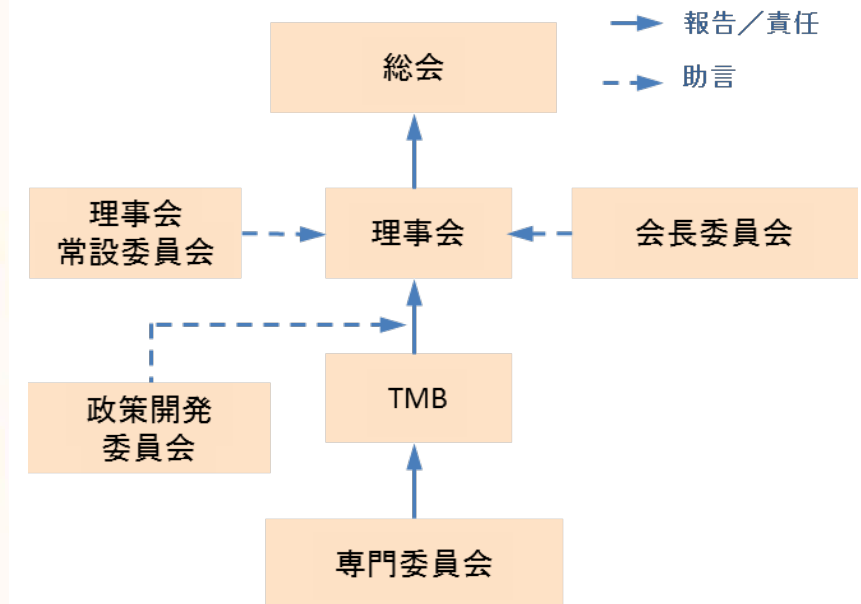 報告／責任
助言
総会
理事会
常設委員会
理事会
会長委員会
政策開発
委員会
TMB
専門委員会